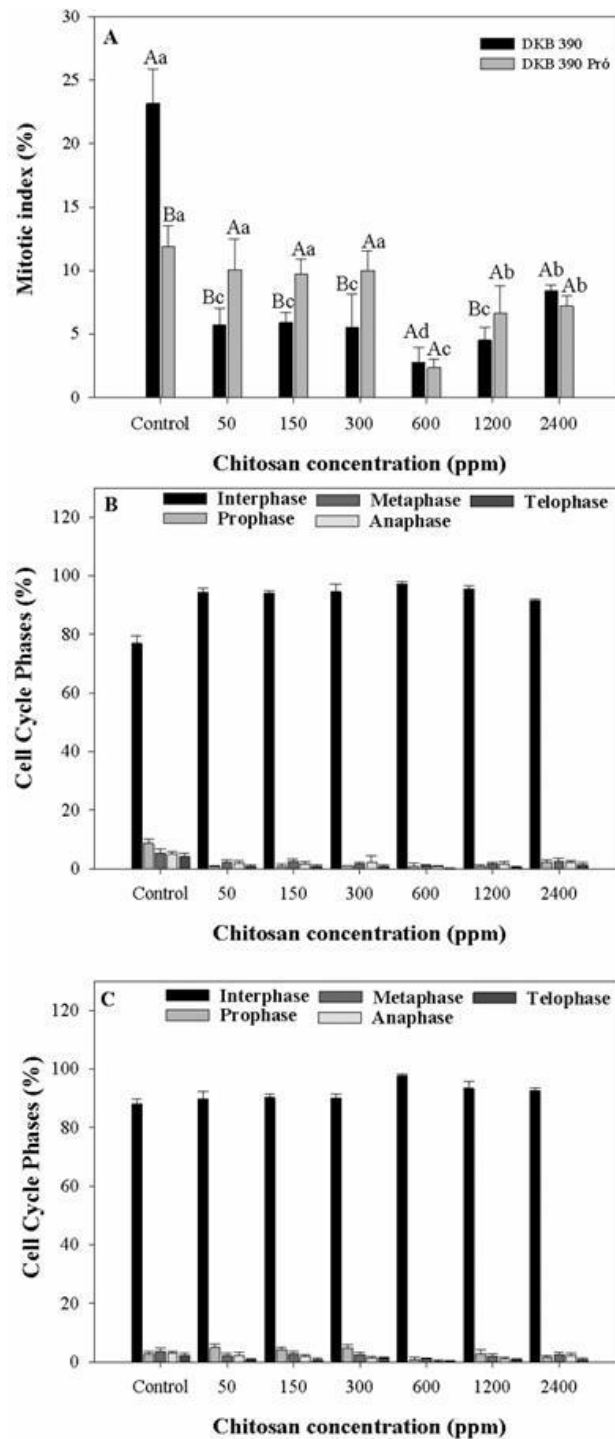 A
DKB 390
DKB 390 Pró
Mitotic index (%)
30
25
20
15
10
5
0
Aa
Ba
Bc
Aa
Bc
Aa
Bc
Aa
Ad
Ac
Bc
Ab
Ab
Ab
Control 50 150 300 600 1200 2400
Chitosan concentration (ppm)
B
Interphase Metaphase Telophase
Prophase Anaphase
Cell Cycle Phases (%)
120
100
80
60
40
20
0
Control 50 150 300 600 1200 2400
Chitosan concentration (ppm)
C
Interphase Metaphase Telophase
Prophase Anaphase
Cell Cycle Phases (%)
120
100
80
60
40
20
0
Control 50 150 300 600 1200 2400
Chitosan concentration (ppm)